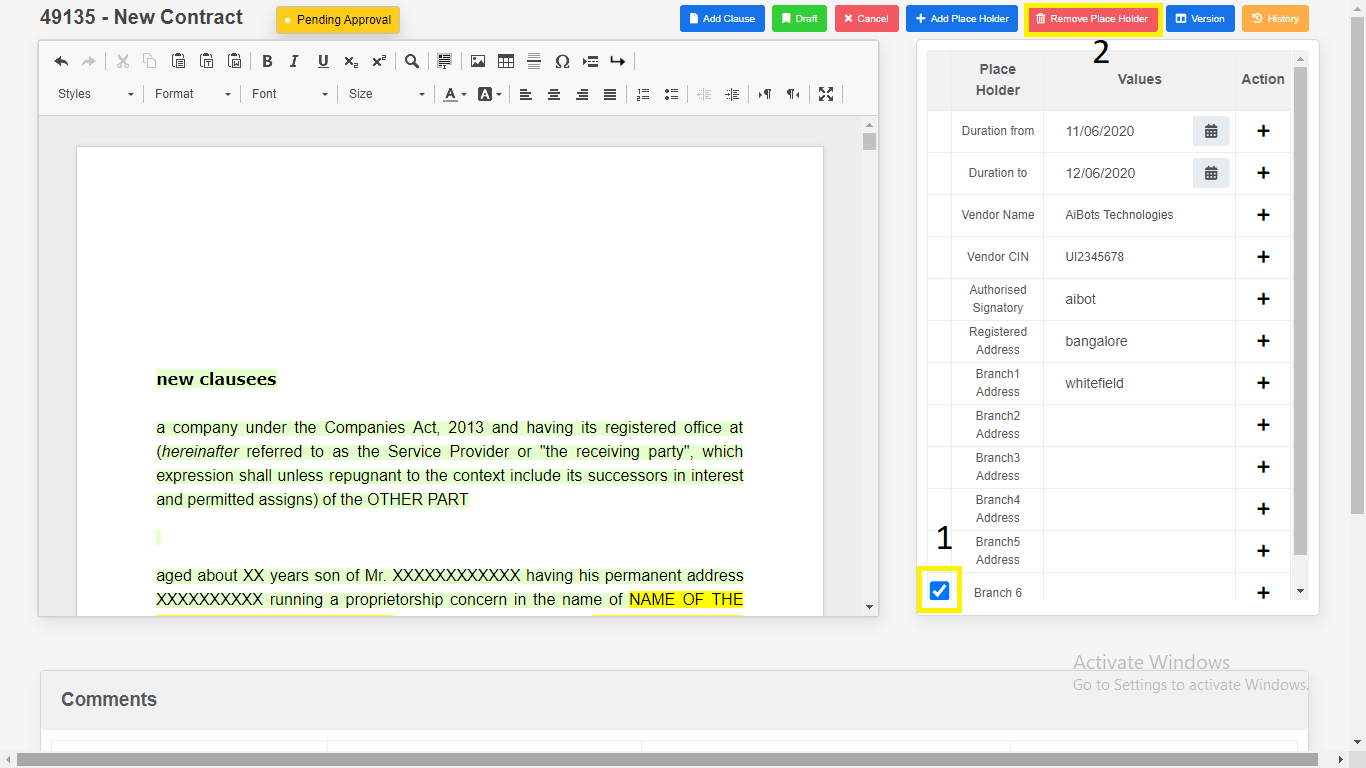 49135 - New Contract
Pending Approval
Add Clause
Draft
Cancel
Add Place Holder
Remove Place Holder
Version
History
2
Styles
Format
Font
Size
new clausees
a company under the Companies Act, 2013 and having its registered office at
(hereinafter referred to as the Service Provider or "the receiving party", which
expression shall unless repugnant to the context include its successors in interest
and permitted assigns) of the OTHER PART
aged about XX years son of Mr. XXXXXXXXXXXX having his permanent address
XXXXXXXXXX running a proprietorship concern in the name of NAME OF THE
Place
Holder
Values
Action
Duration from
11/06/2020
Duration to
12/06/2020
Vendor Name
AiBots Technologies
Vendor CIN
UI2345678
Authorised
Signatory
aibot
Registered
Address
bangalore
Branch1
Address
whitefield
Branch2
Address
Branch3
Address
Branch4
Address
Branch5
Address
1
Branch 6
Activate Windows
Go to Settings to activate Windows.
Comments